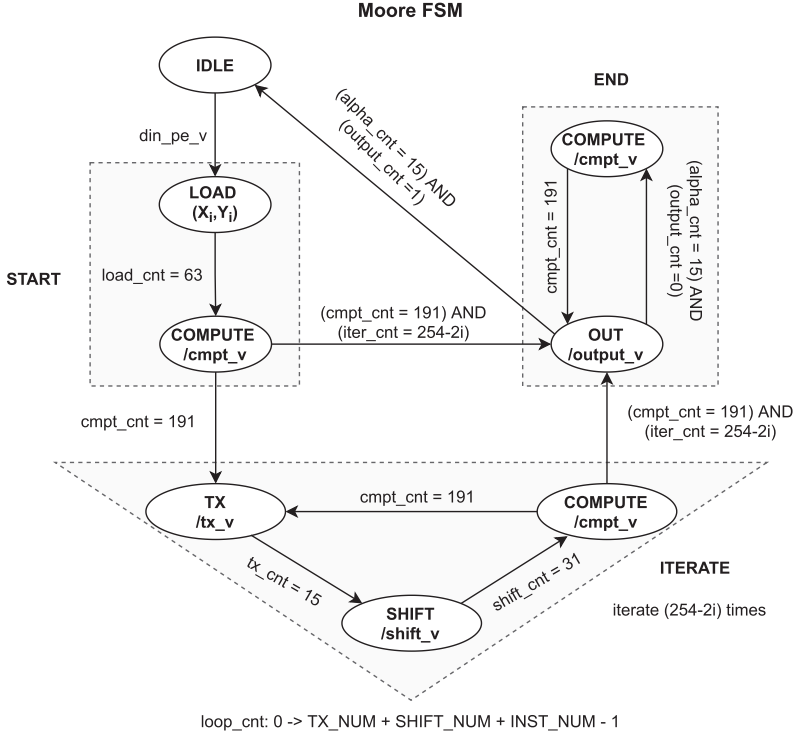 Moore FSM
IDLE
din_pe_v
(alpha_cnt = 15) AND
(output_cnt =1)
END
COMPUTE
/cmpt_v
cmpt_cnt = 191
(alpha_cnt = 15) AND
(output_cnt =0)
START
LOAD
(Xi,Yi)
load_cnt = 63
COMPUTE
/cmpt_v
(cmpt_cnt = 191) AND
(iter_cnt = 254-2i)
OUT
/output_v
cmpt_cnt = 191
(cmpt_cnt = 191) AND
(iter_cnt = 254-2i)
TX
/tx_v
cmpt_cnt = 191
COMPUTE
/cmpt_v
tx_cnt = 15
shift_cnt = 31
SHIFT
/shift_v
ITERATE
iterate (254-2i) times
loop_cnt: 0 -> TX_NUM + SHIFT_NUM + INST_NUM - 1